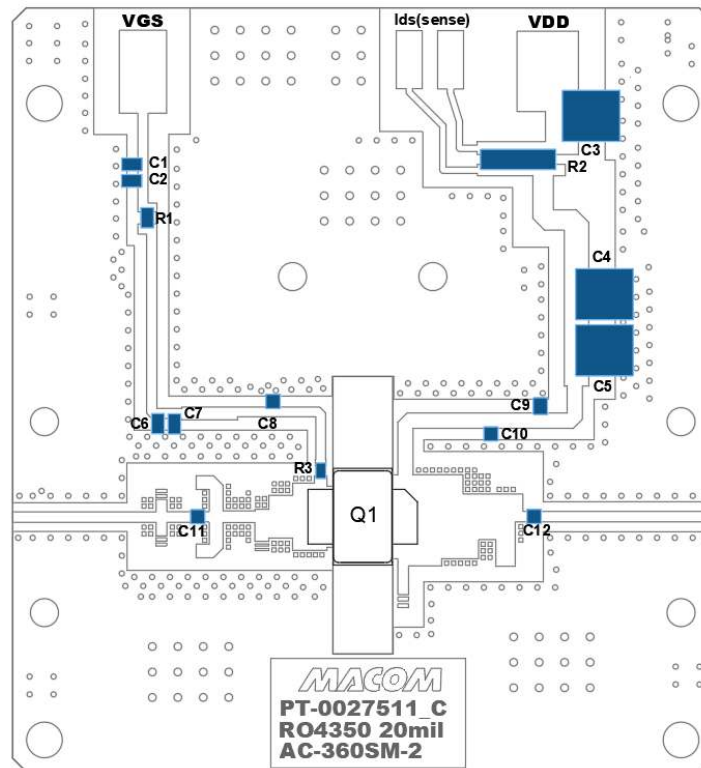 VGS
Ids(sense)
VDD
C1
C2
C3
R2
R1
C4
C5
C9
C7
C6
C8
C10
R3
Q1
C11
C12
MACOM
PT-0027511_C
RO4350 20mil
AC-360SM-2